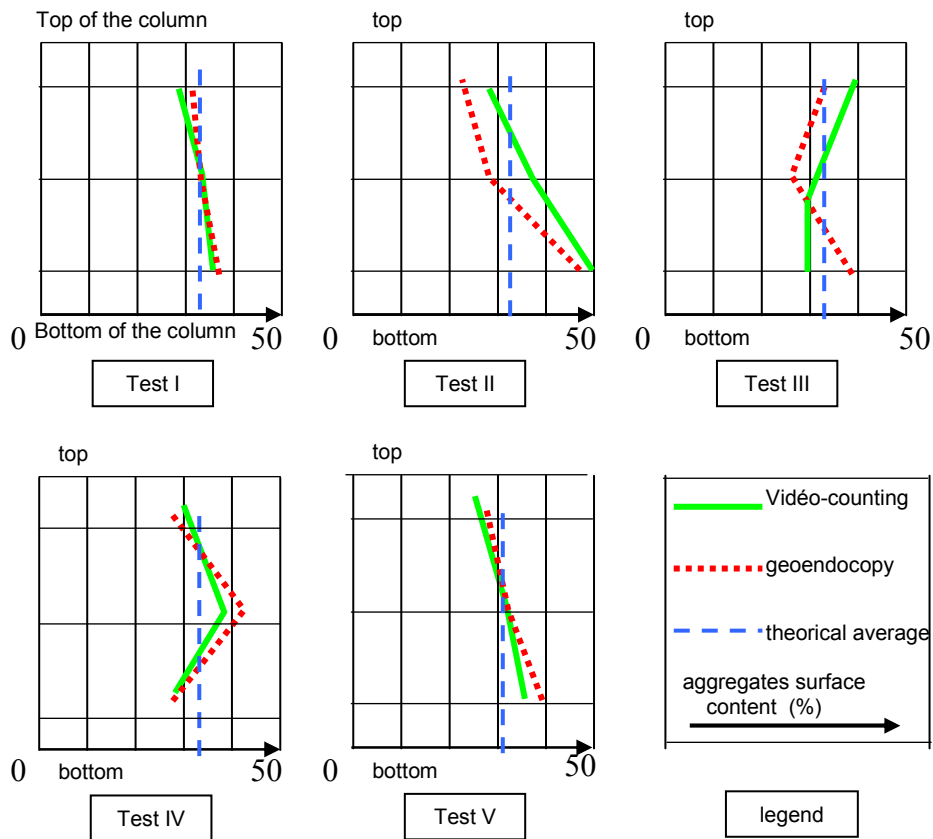 Top of the column
top
top
0
Bottom of the column
50
0
bottom
50
0
bottom
50
Test I
Test II
Test III
top
top
Vidéo-counting
geoendocopy
theorical average
aggregates surface
content (%)
0
bottom
50
0
bottom
50
Test IV
Test V
legend